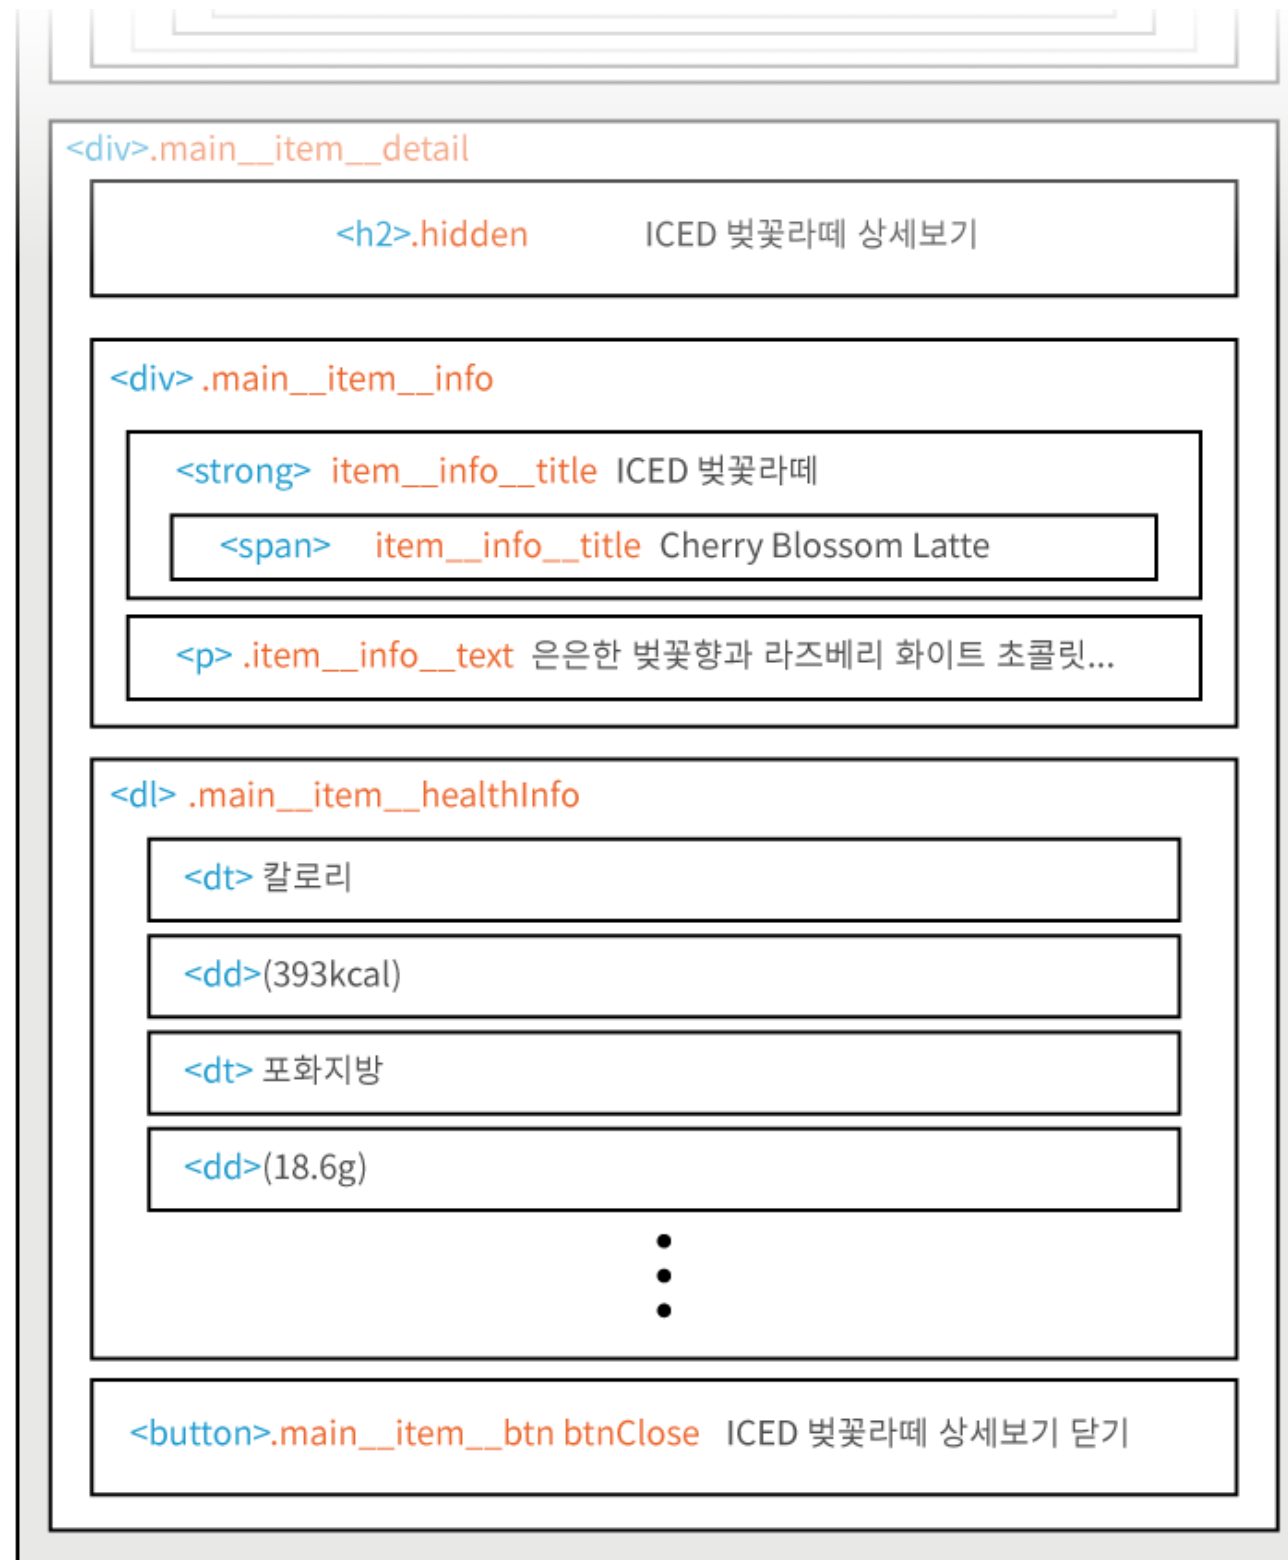 <div>.main__item__detail
<h2>.hidden ICED 벚꽃라떼 상세보기
<div> .main__item__info
<strong> item__info__title ICED 벚꽃라떼
<span> item__info__title Cherry Blossom Latte
<p> .item__info__text 은은한 벚꽃향과 라즈베리 화이트 초콜릿...
<dl> .main__item__healthInfo
<dt> 칼로리
<dd>(393kcal)
<dt> 포화지방
<dd>(18.6g)
<button>.main__item__btn btnClose ICED 벚꽃라떼 상세보기 닫기